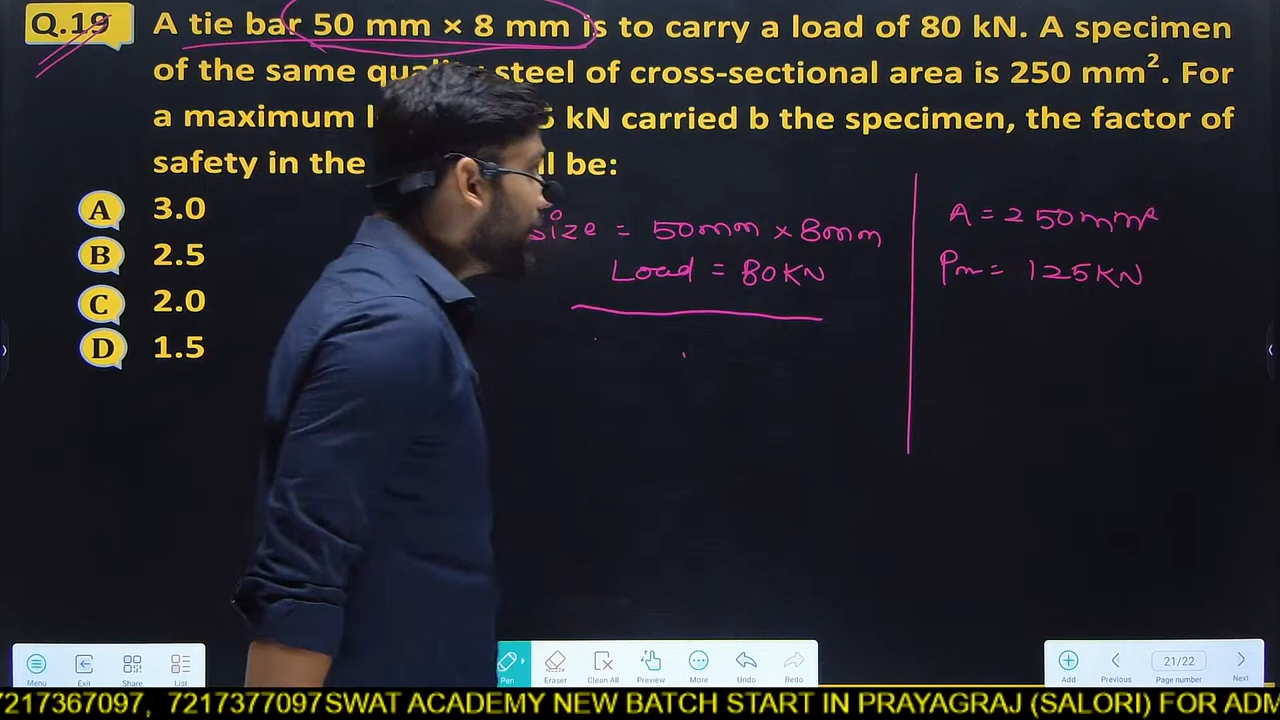 Q.19 A tie bar 50 mm × 8 mm is to carry a load of 80 kN. A specimen
of the same steel of cross-sectional area is 250 mm². For
a maximum kN carried b the specimen, the factor of
safety in the be:
A 3.0
B 2.5
C 2.0
D 1.5
Size = 50mm × 8mm
Load = 80KN
A = 250mm²
Pm = 125KN
Menu Exit Share List
Pen Eraser Clean All Preview More Undo Redo
Add Previous 21/22 Page number Next
7217367097, 7217377097SWAT ACADEMY NEW BATCH START IN PRAYAGRAJ (SALORI) FOR